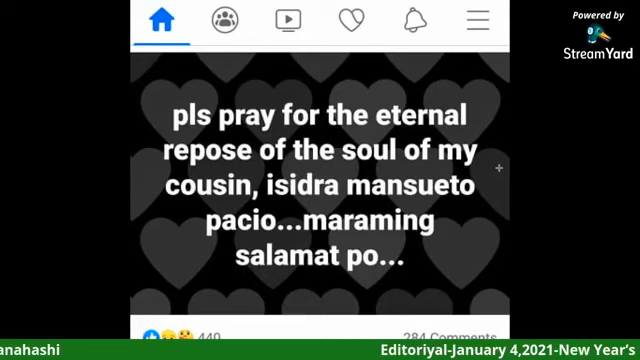 Powered by
StreamYard
pls pray for the eternal
repose of the soul of my
cousin, isidra mansueto
pacio...maraming
salamat po...
440
284 Comments
anahashi
Editoriyal-January 4,2021-New Year's